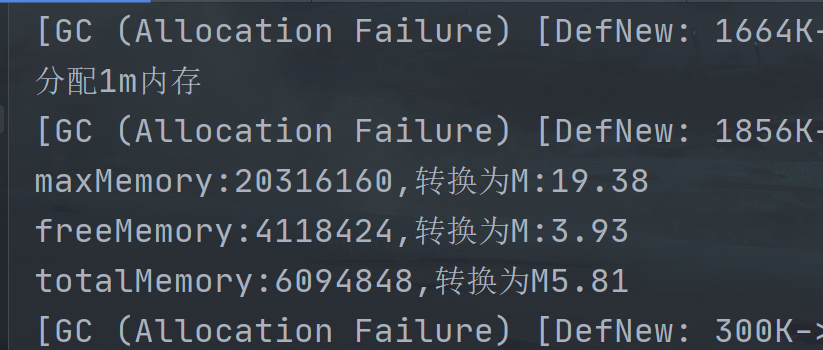 [GC (Allocation Failure) [DefNew: 1664K-
分配1m内存
[GC (Allocation Failure) [DefNew: 1856K-
maxMemory:20316160,转换为M:19.38
freeMemory:4118424,转换为M:3.93
totalMemory:6094848,转换为M5.81
[GC (Allocation Failure) [DefNew: 300K->